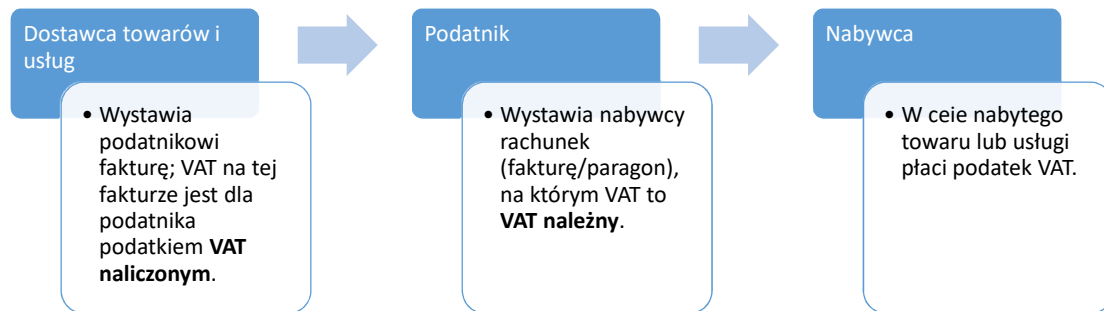 Dostawca towarów i
usług
• Wystawia
podatnikowi
fakturę; VAT na tej
fakturze jest dla
podatnika
podatkiem VAT
naliczonym.
Podatnik
• Wystawia nabywcy
rachunek
(fakturę/paragon),
na którym VAT to
VAT należny.
Nabywca
• W ceie nabytego
towaru lub usługi
płaci podatek VAT.